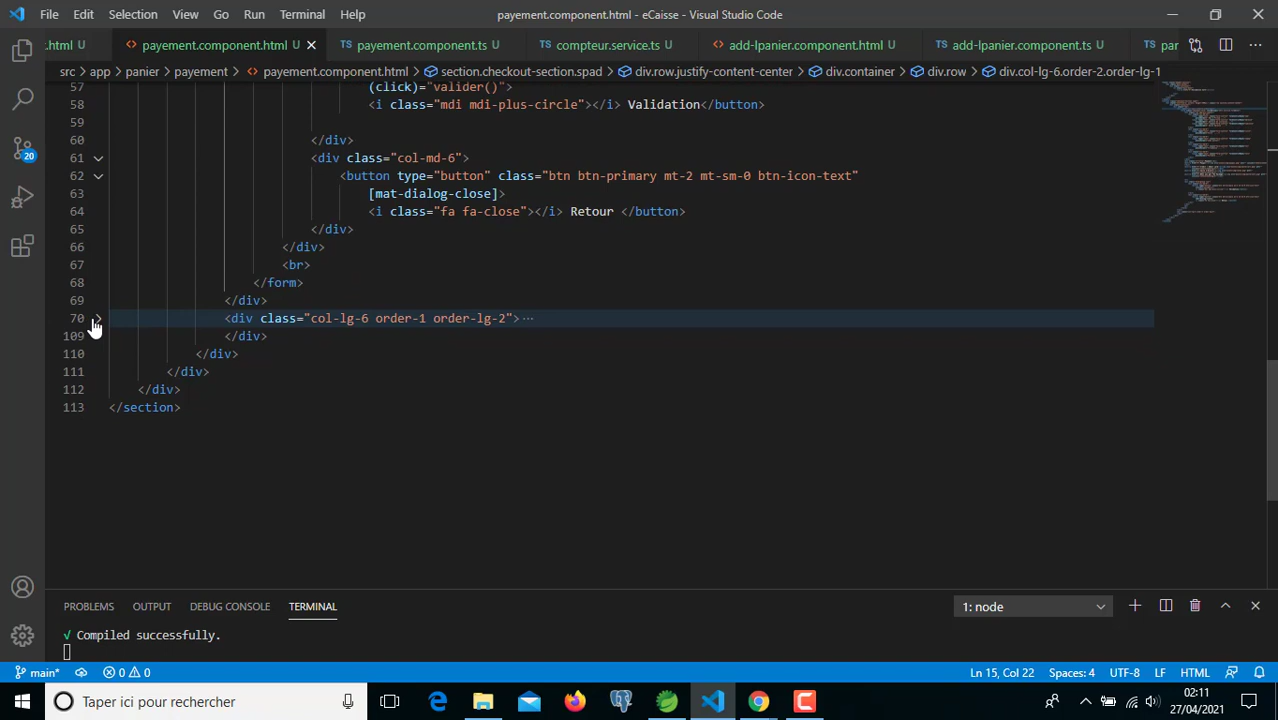 File Edit Selection View Go Run Terminal Help payement.component.html - eCaisse - Visual Studio Code
.html U payement.component.html U payement.component.ts U compteur.service.ts U add-lpanier.component.html U add-lpanier.component.ts U par
src > app > panier > payement > payement.component.html > section.checkout-section.spad > div.row.justify-content-center > div.container > div.row > div.col-lg-6.order-2.order-lg-1
57 (click)="valider()">
58 <i class="mdi mdi-plus-circle"></i> Validation</button>
59
60 </div>
61 <div class="col-md-6">
62 <button type="button" class="btn btn-primary mt-2 mt-sm-0 btn-icon-text"
63 [mat-dialog-close]>
64 <i class="fa fa-close"></i> Retour </button>
65 </div>
66 </div>
67 <br>
68 </form>
69 </div>
70 <div class="col-lg-6 order-1 order-lg-2"> ...
109 </div>
110 </div>
111 </div>
112 </div>
113 </section>
20
PROBLEMS OUTPUT DEBUG CONSOLE TERMINAL 1: node
√ Compiled successfully.
main* 0 0 Ln 15, Col 22 Spaces: 4 UTF-8 LF HTML
Taper ici pour rechercher
02:11
27/04/2021